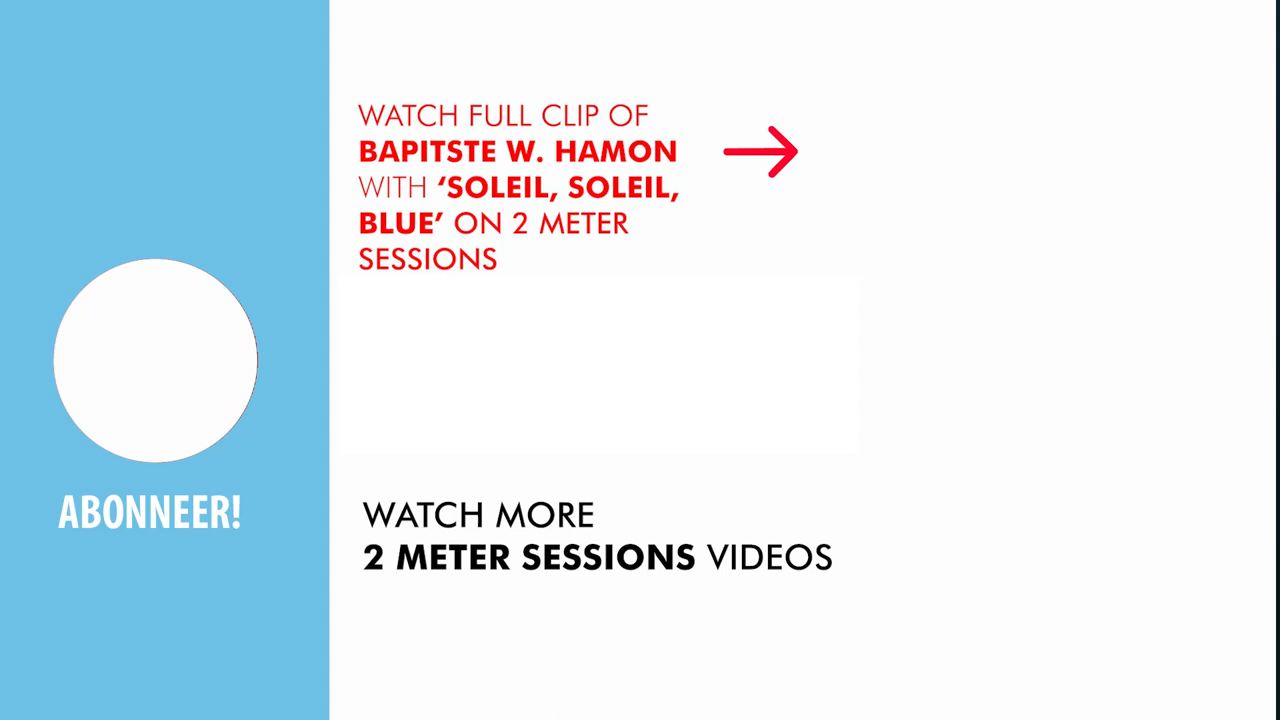 WATCH FULL CLIP OF
BAPITSTE W. HAMON
WITH ‘SOLEIL, SOLEIL,
BLUE’ ON 2 METER
SESSIONS
ABONNEER!
WATCH MORE
2 METER SESSIONS VIDEOS